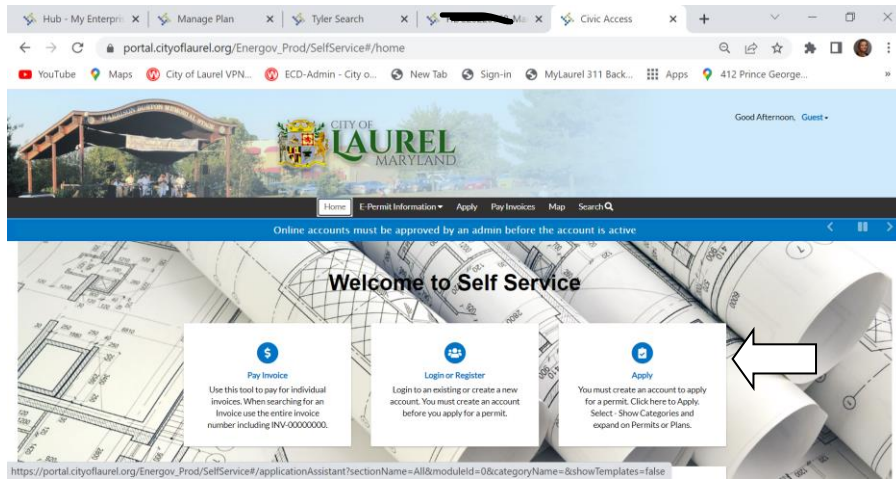 Hub - My Enterpri
Manage Plan
Tyler Search
Civic Access
portal.cityoflaurel.org/Energov_Prod/SelfService#/home
YouTube Maps City of Laurel VPN... ECD-Admin - City o... New Tab Sign-in MyLaurel 311 Back... Apps 412 Prince George... »
CITY OF
LAUREL
MARYLAND
Good Afternoon, Guest
Home E-Permit Information Apply Pay Invoices Map Search
Online accounts must be approved by an admin before the account is active
Welcome to Self Service
Pay Invoice
Use this tool to pay for individual
invoices. When searching for an
Invoice use the entire invoice
number including INV-00000000.
Login or Register
Login to an existing or create a new
account. You must create an account
before you apply for a permit.
Apply
You must create an account to apply
for a permit. Click here to Apply.
Select - Show Categories and
expand on Permits or Plans.
https://portal.cityoflaurel.org/Energov_Prod/SelfService#/applicationAssistant?sectionName=All&moduleId=0&categoryName=&showTemplates=false